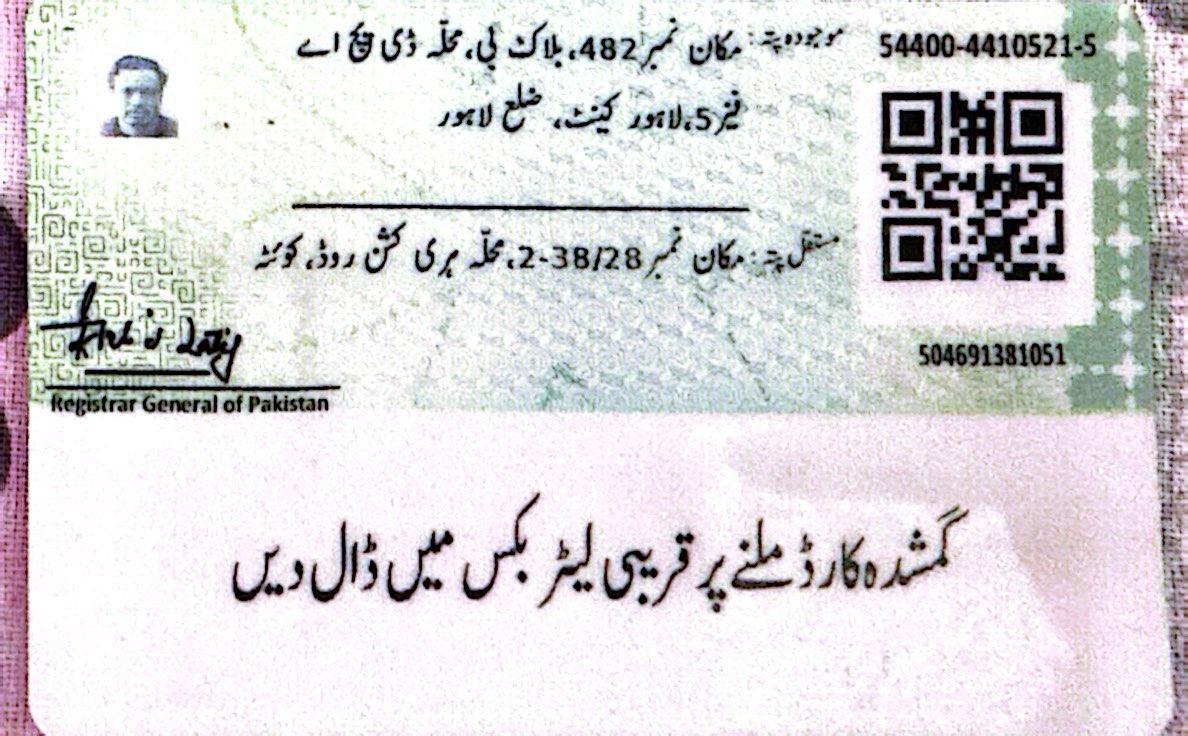 54400-4410521-5
موجودہ پتہ: مکان نمبر 482، بلاک بی، محلّہ ڈی ایچ اے
فیز 5، لاہور کینٹ، ضلع لاہور
مستقل پتہ: مکان نمبر 2-38/28، محلّہ ہری کشن روڈ، کوئٹہ
504691381051
Registrar General of Pakistan
گمشدہ کارڈ ملنے پر قریبی لیٹر بکس میں ڈال دیں